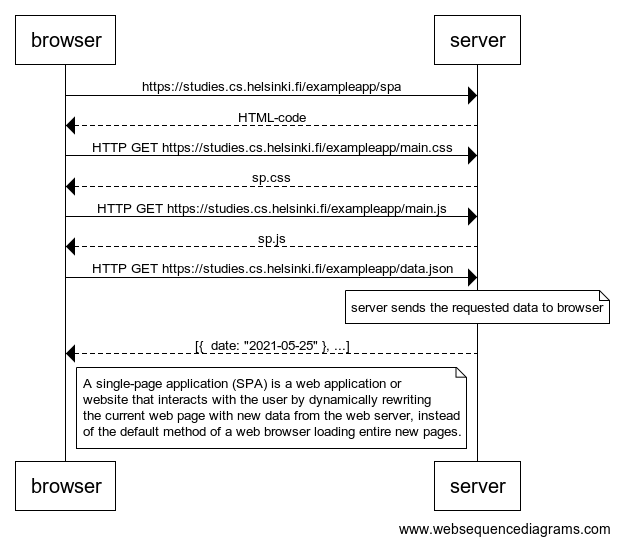 browser
server
https://studies.cs.helsinki.fi/exampleapp/spa
HTML-code
HTTP GET https://studies.cs.helsinki.fi/exampleapp/main.css
sp.css
HTTP GET https://studies.cs.helsinki.fi/exampleapp/main.js
sp.js
HTTP GET https://studies.cs.helsinki.fi/exampleapp/data.json
server sends the requested data to browser
[{  date: "2021-05-25" }, ...]
A single-page application (SPA) is a web application or
website that interacts with the user by dynamically rewriting
the current web page with new data from the web server, instead
of the default method of a web browser loading entire new pages.
browser
server
www.websequencediagrams.com